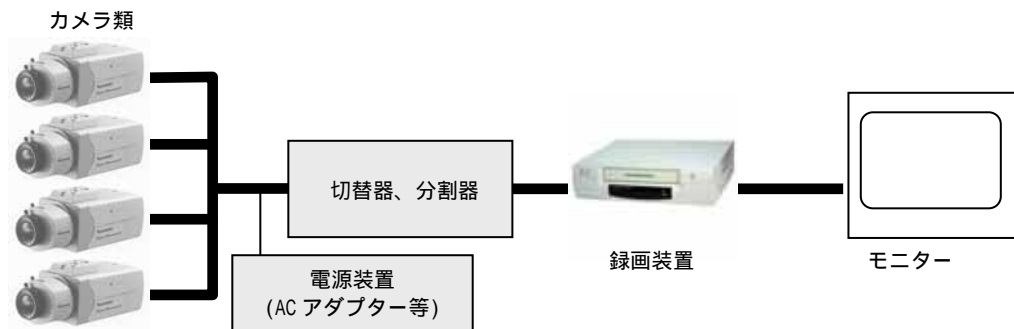 カメラ類
切替器、分割器
電源装置
(AC アダプター等)
録画装置
モニター